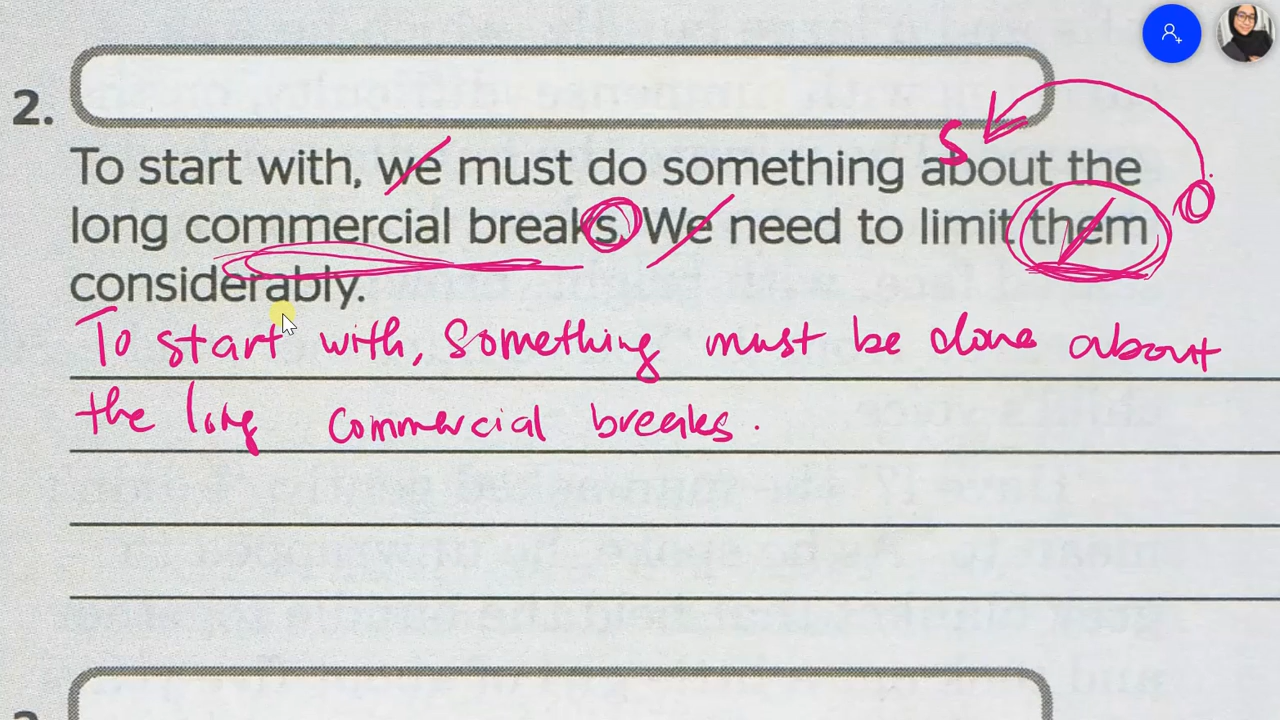 2.
To start with, we must do something about the
long commercial breaks. We need to limit them
considerably.
To start with, something must be done about
the long commercial breaks.